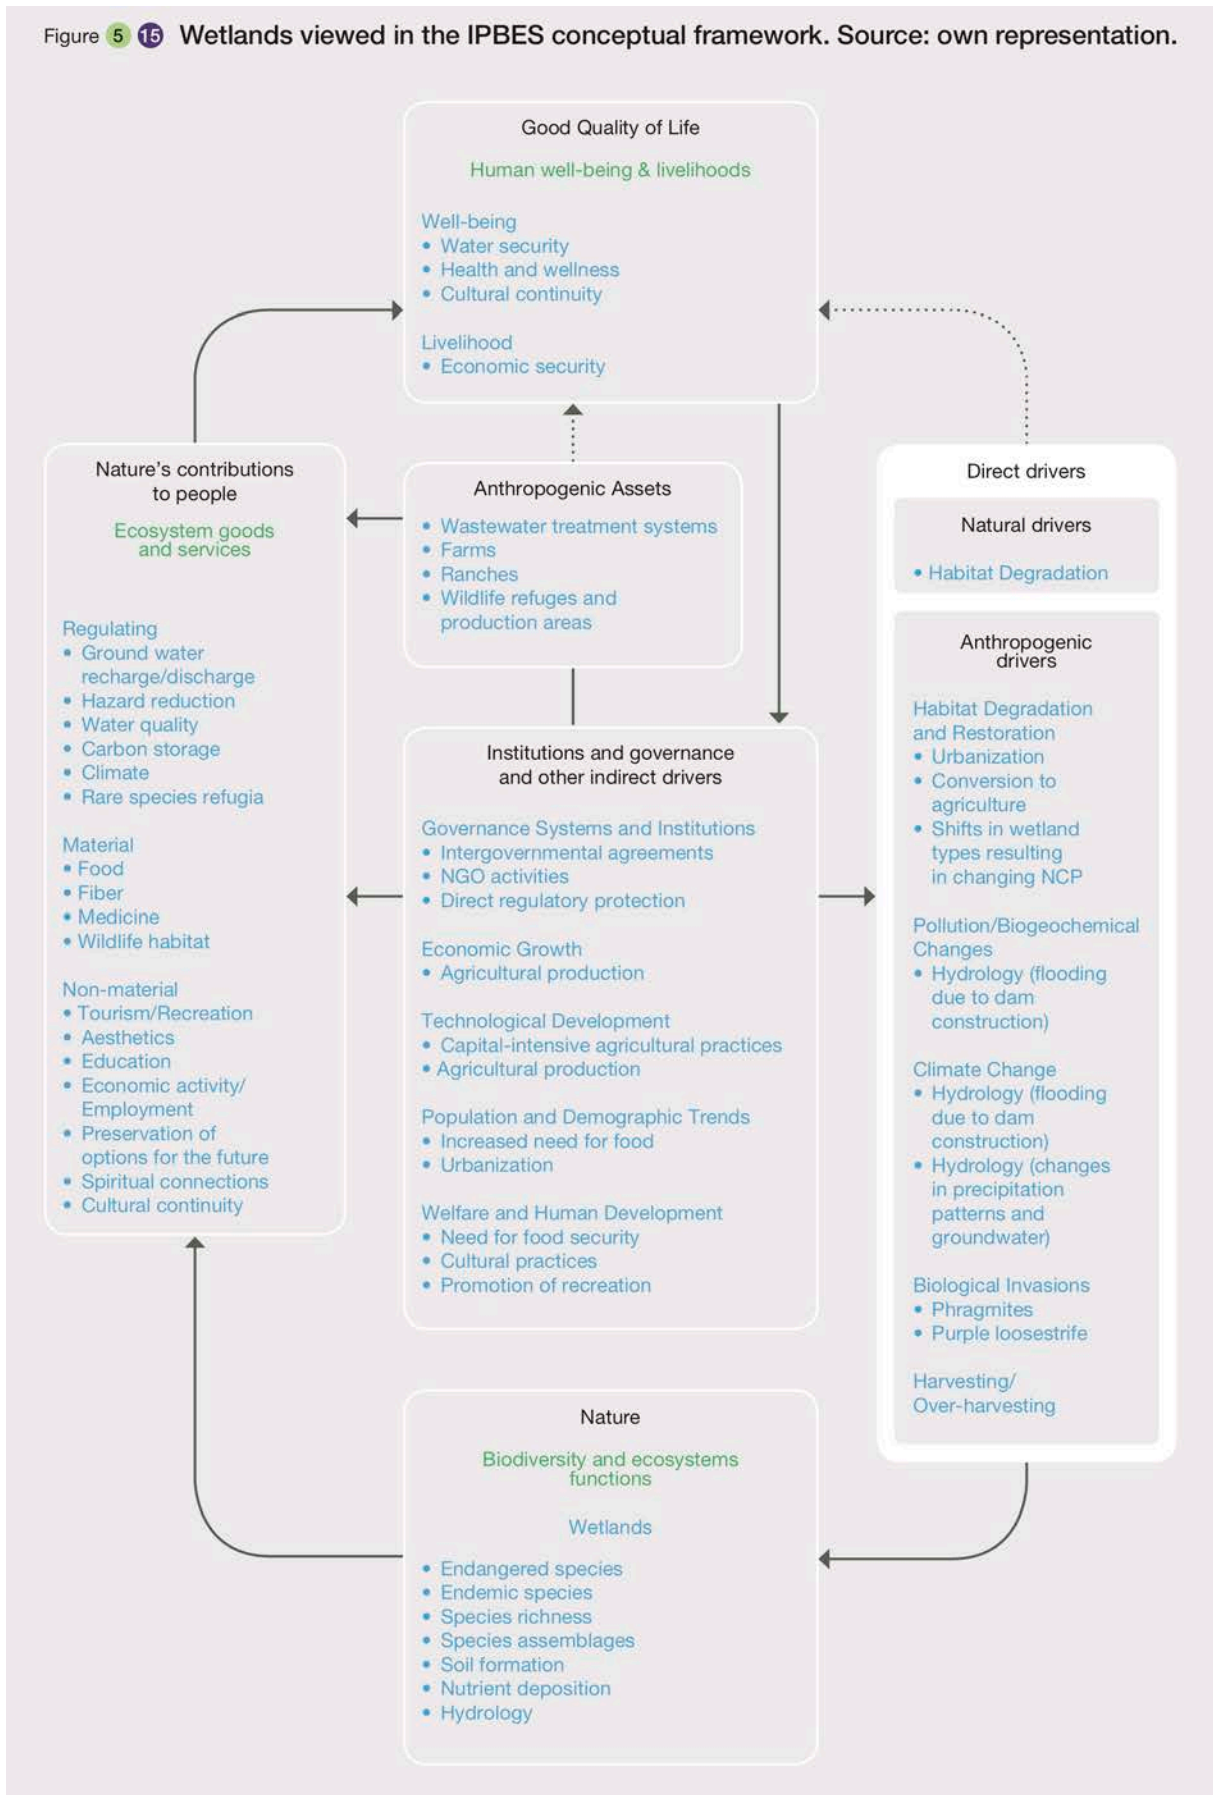 Figure 5 15 Wetlands viewed in the IPBES conceptual framework. Source: own representation.
Good Quality of Life
Human well-being & livelihoods
Well-being
• Water security
• Health and wellness
• Cultural continuity
Livelihood
• Economic security
Nature's contributions
to people
Ecosystem goods
and services
Regulating
• Ground water
recharge/discharge
• Hazard reduction
• Water quality
• Carbon storage
• Climate
• Rare species refugia
Material
• Food
• Fiber
• Medicine
• Wildlife habitat
Non-material
• Tourism/Recreation
• Aesthetics
• Education
• Economic activity/
Employment
• Preservation of
options for the future
• Spiritual connections
• Cultural continuity
Anthropogenic Assets
• Wastewater treatment systems
• Farms
• Ranches
• Wildlife refuges and
production areas
Institutions and governance
and other indirect drivers
Governance Systems and Institutions
• Intergovernmental agreements
• NGO activities
• Direct regulatory protection
Economic Growth
• Agricultural production
Technological Development
• Capital-intensive agricultural practices
• Agricultural production
Population and Demographic Trends
• Increased need for food
• Urbanization
Welfare and Human Development
• Need for food security
• Cultural practices
• Promotion of recreation
Direct drivers
Natural drivers
• Habitat Degradation
Anthropogenic
drivers
Habitat Degradation
and Restoration
• Urbanization
• Conversion to
agriculture
• Shifts in wetland
types resulting
in changing NCP
Pollution/Biogeochemical
Changes
• Hydrology (flooding
due to dam
construction)
Climate Change
• Hydrology (flooding
due to dam
construction)
• Hydrology (changes
in precipitation
patterns and
groundwater)
Biological Invasions
• Phragmites
• Purple loosestrife
Harvesting/
Over-harvesting
Nature
Biodiversity and ecosystems
functions
Wetlands
• Endangered species
• Endemic species
• Species richness
• Species assemblages
• Soil formation
• Nutrient deposition
• Hydrology